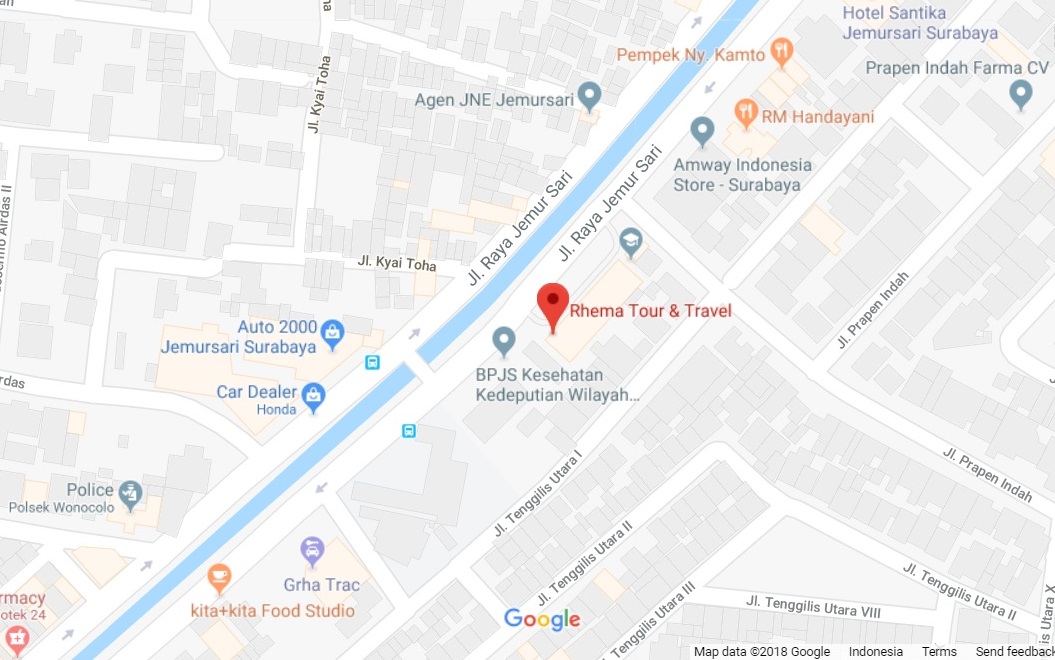 Hotel Santika
Jemursari Surabaya
Pempek Ny. Kamto
Prapen Indah Farma CV
Jl. Kyai Toha
Agen JNE Jemursari
RM Handayani
Amway Indonesia
Store - Surabaya
Jl. Raya Jemur Sari
Jl. Raya Jemur Sari
Airdas II
Jl. Kyai Toha
Rhema Tour & Travel
Jl. Prapen Indah
Auto 2000
Jemursari Surabaya
BPJS Kesehatan
Kedeputian Wilayah...
Car Dealer
Honda
Jl. Prapen Indah
Police
Polsek Wonocolo
Jl. Tenggilis Utara I
Jl. Tenggilis Utara II
Grha Trac
Jl. Tenggilis Utara II
kita+kita Food Studio
Jl. Tenggilis Utara III
Jl. Tenggilis Utara VIII
Utara X
rmacy
otek 24
Google
Map data ©2018 Google
Indonesia
Terms
Send feedback